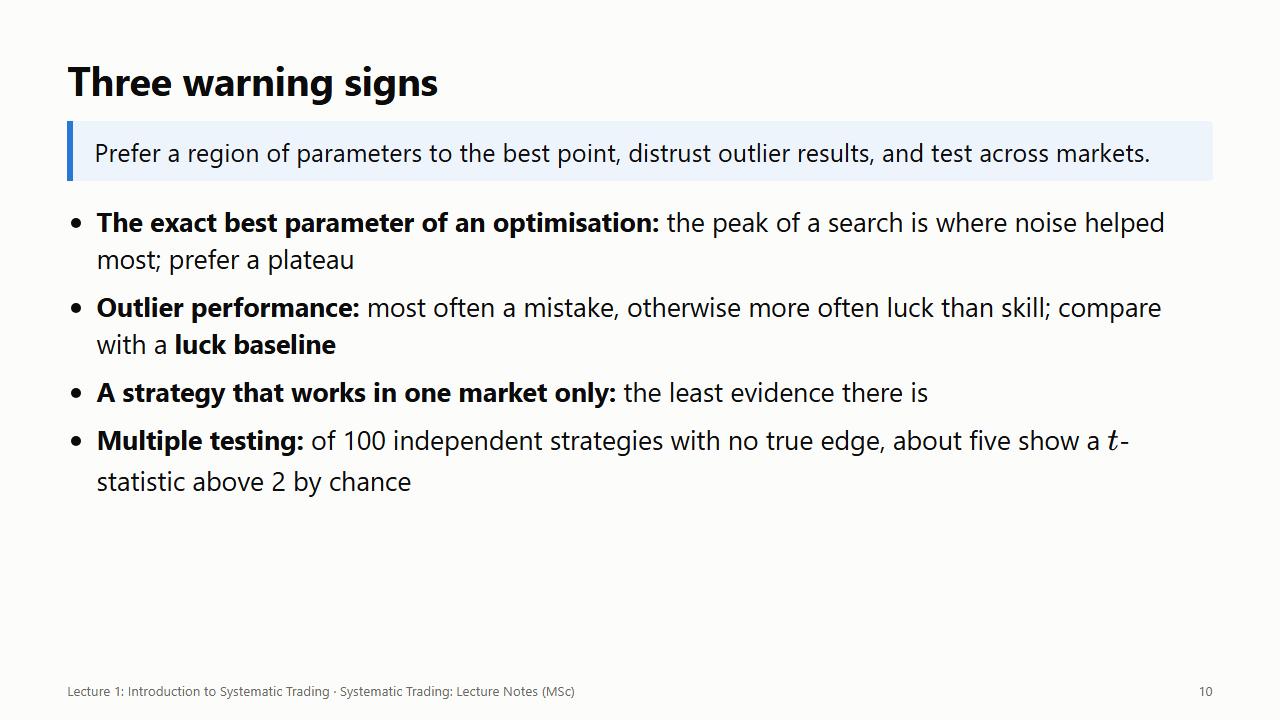 Three warning signs
Prefer a region of parameters to the best point, distrust outlier results, and test across markets.
• The exact best parameter of an optimisation: the peak of a search is where noise helped
most; prefer a plateau
• Outlier performance: most often a mistake, otherwise more often luck than skill; compare
with a luck baseline
• A strategy that works in one market only: the least evidence there is
• Multiple testing: of 100 independent strategies with no true edge, about five show a t-
statistic above 2 by chance
Lecture 1: Introduction to Systematic Trading · Systematic Trading: Lecture Notes (MSc)
10